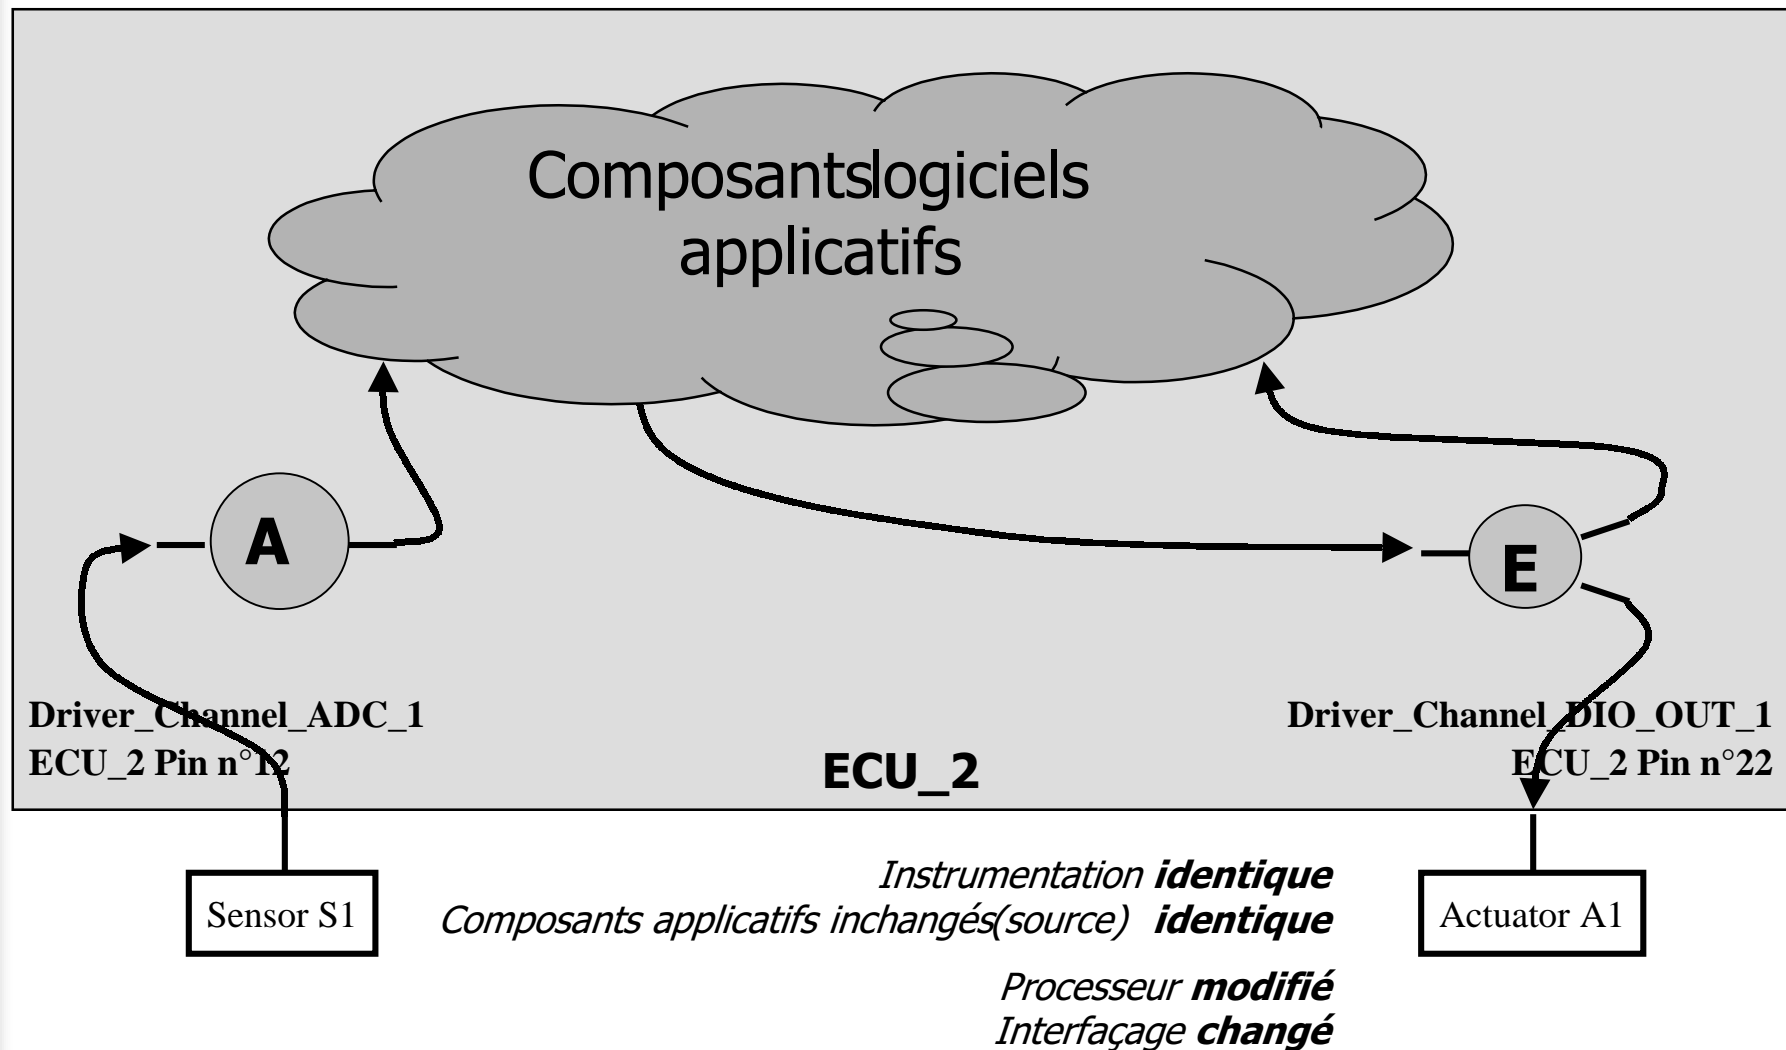 Composantslogiciels
applicatifs
A
E
Driver_Channel_ADC_1
ECU_2 Pin n°12
ECU_2
Driver_Channel_DIO_OUT_1
ECU_2 Pin n°22
Sensor S1
Instrumentation identique
Composants applicatifs inchangés(source) identique
Processeur modifié
Interfaçage changé
Actuator A1